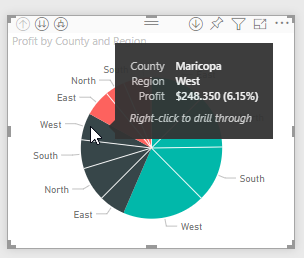 Profit by County and Region
County Maricopa
Region West
Profit $248.350 (6.15%)
Right-click to drill through
North
East
West
South
North
East
West
South